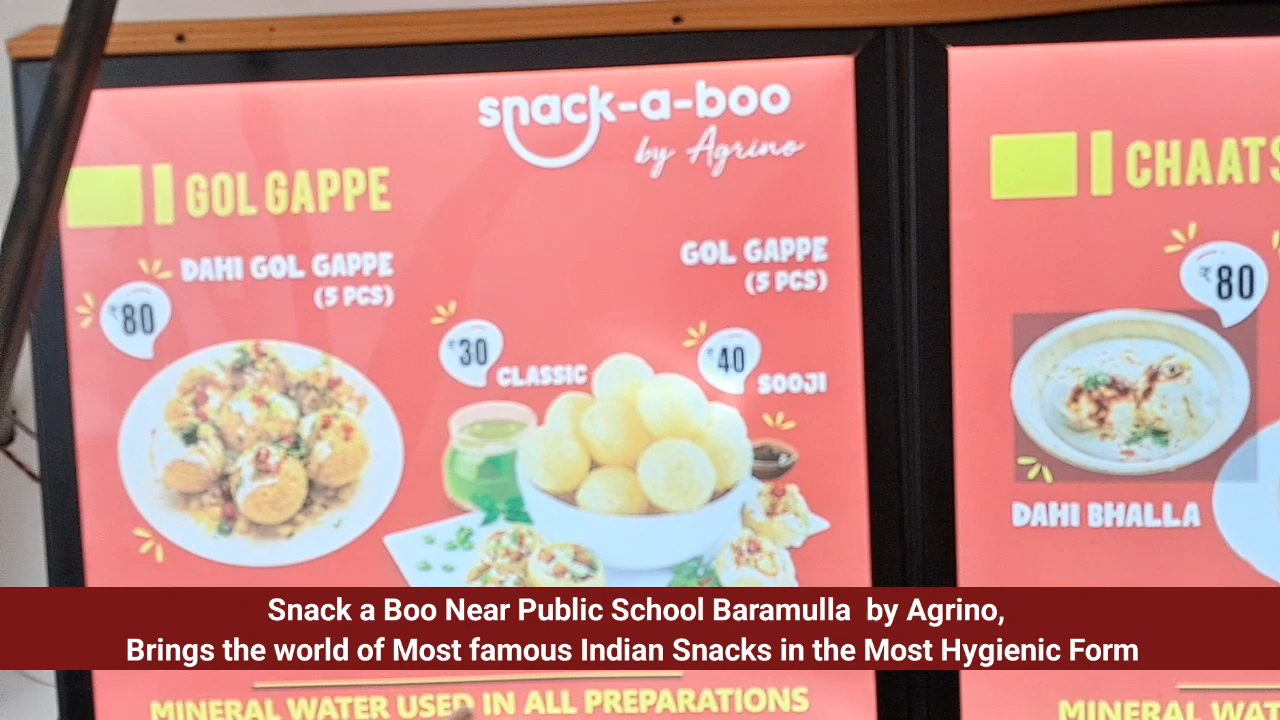 snack-a-boo
by Agrino
GOL GAPPE
DAHI GOL GAPPE
(5 PCS)
₹80
GOL GAPPE
(5 PCS)
₹30
CLASSIC
₹40
SOOJI
CHAATS
₹80
DAHI BHALLA
Snack a Boo Near Public School Baramulla by Agrino,
Brings the world of Most famous Indian Snacks in the Most Hygienic Form
MINERAL WATER USED IN ALL PREPARATIONS
MINERAL WAT